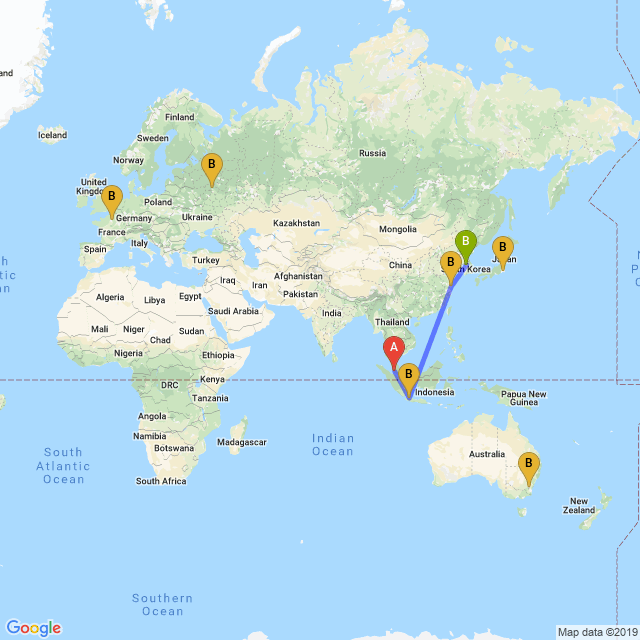 Iceland
Finland
Sweden
Norway
Russia
United
Kingdom
Poland
Germany
Ukraine
France
Kazakhstan
Mongolia
Italy
Spain
Turkey
China
South Korea
Japan
Afghanistan
Iraq
Iran
Pakistan
Algeria
Libya
Egypt
Saudi Arabia
India
Mali
Niger
Sudan
Thailand
Chad
Nigeria
Ethiopia
DRC
Kenya
Indonesia
Papua New
Guinea
Tanzania
Angola
Namibia
Botswana
Madagascar
Indian
Ocean
South
Atlantic
Ocean
Australia
South Africa
New
Zealand
Southern
Ocean
B
B
B
B
B
A
B
B
Google
Map data ©2019